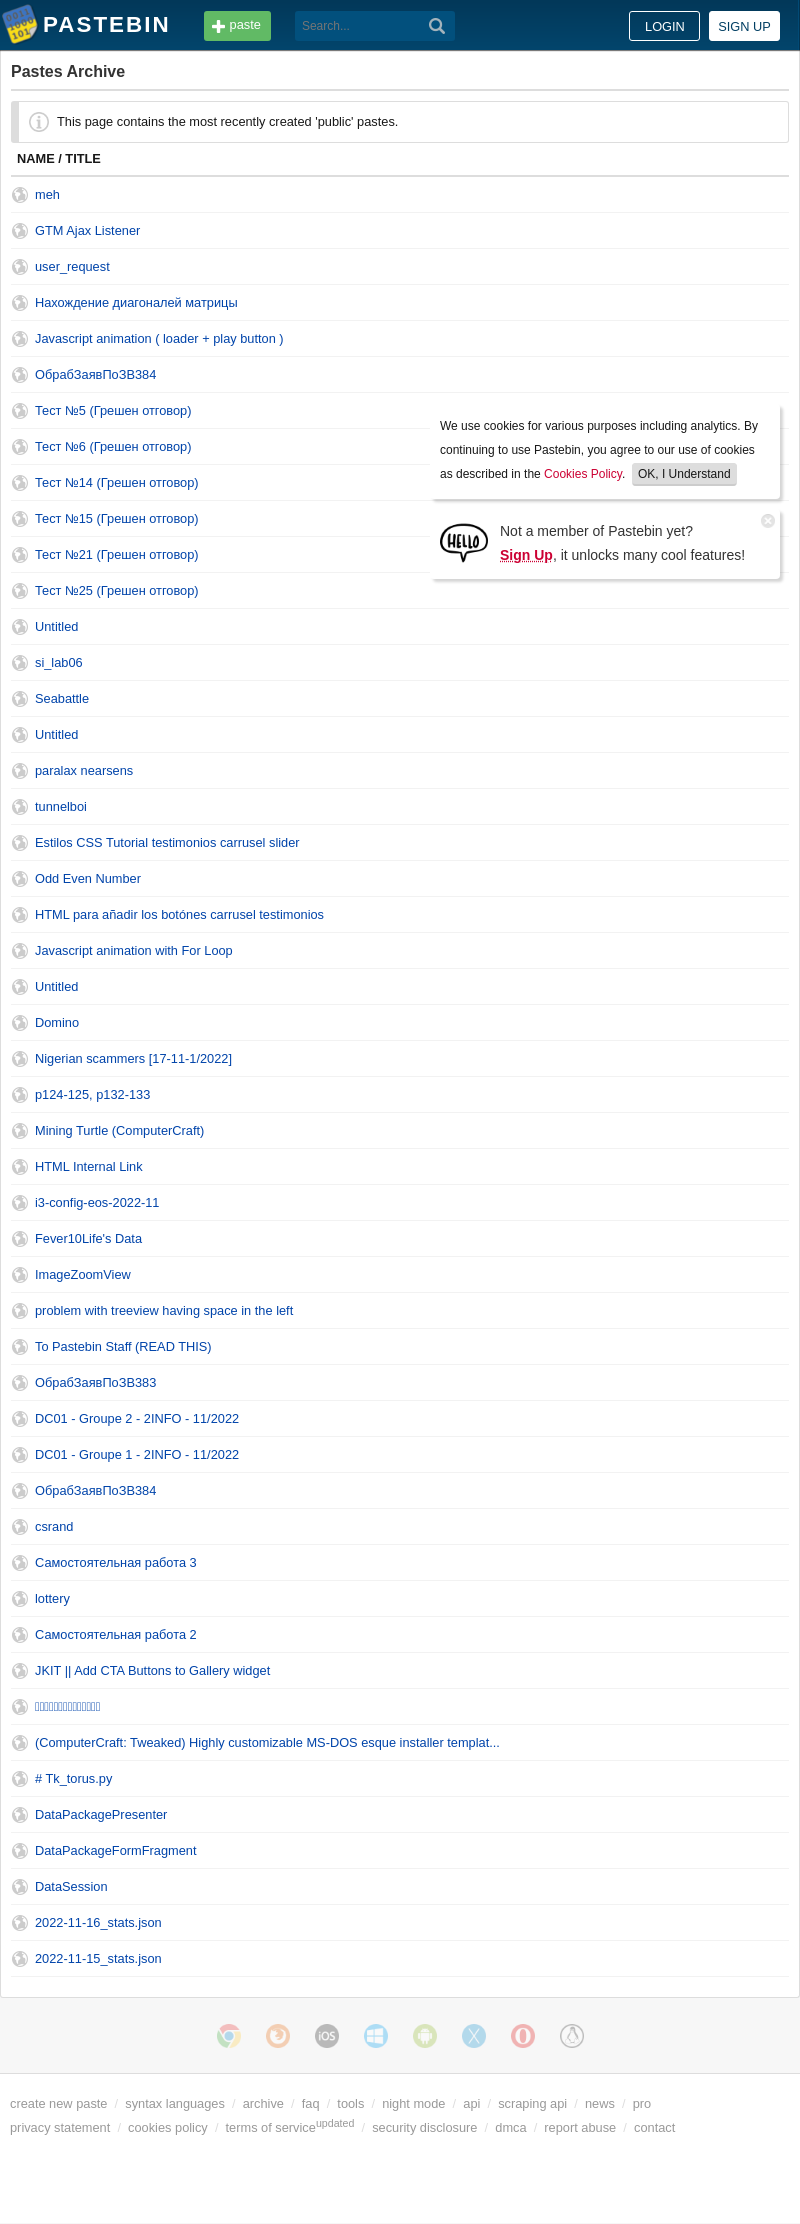 PASTEBIN
paste
Search...
LOGIN
SIGN UP
Pastes Archive
This page contains the most recently created 'public' pastes.
NAME / TITLE
meh
GTM Ajax Listener
user_request
Нахождение диагоналей матрицы
Javascript animation ( loader + play button )
ОбрабЗаявПоЗВ384
Тест №5 (Грешен отговор)
Тест №6 (Грешен отговор)
Тест №14 (Грешен отговор)
Тест №15 (Грешен отговор)
Тест №21 (Грешен отговор)
Тест №25 (Грешен отговор)
We use cookies for various purposes including analytics. By
continuing to use Pastebin, you agree to our use of cookies
as described in the Cookies Policy. OK, I Understand
HELLO
Not a member of Pastebin yet?
Sign Up, it unlocks many cool features!
Untitled
si_lab06
Seabattle
Untitled
paralax nearsens
tunnelboi
Estilos CSS Tutorial testimonios carrusel slider
Odd Even Number
HTML para añadir los botónes carrusel testimonios
Javascript animation with For Loop
Untitled
Domino
Nigerian scammers [17-11-1/2022]
p124-125, p132-133
Mining Turtle (ComputerCraft)
HTML Internal Link
i3-config-eos-2022-11
Fever10Life's Data
ImageZoomView
problem with treeview having space in the left
To Pastebin Staff (READ THIS)
ОбрабЗаявПоЗВ383
DC01 - Groupe 2 - 2INFO - 11/2022
DC01 - Groupe 1 - 2INFO - 11/2022
ОбрабЗаявПоЗВ384
csrand
Самостоятельная работа 3
lottery
Самостоятельная работа 2
JKIT || Add CTA Buttons to Gallery widget
(ComputerCraft: Tweaked) Highly customizable MS-DOS esque installer templat...
# Tk_torus.py
DataPackagePresenter
DataPackageFormFragment
DataSession
2022-11-16_stats.json
2022-11-15_stats.json
iOS
create new paste / syntax languages / archive / faq / tools / night mode / api / scraping api / news / pro
privacy statement / cookies policy / terms of service updated / security disclosure / dmca / report abuse / contact